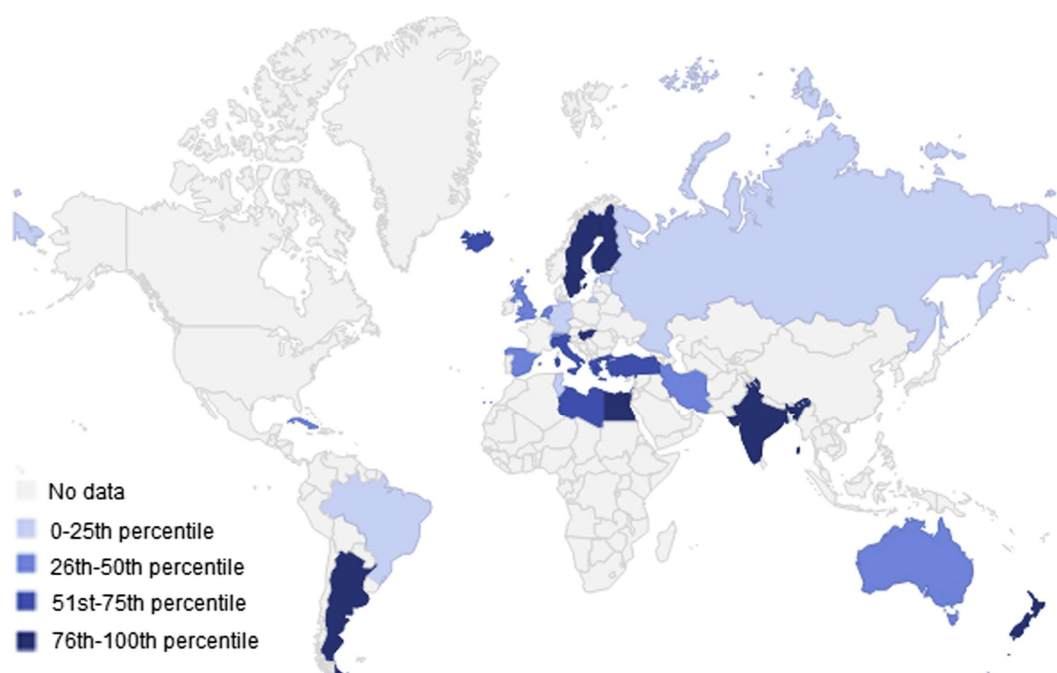 No data
0-25th percentile
26th-50th percentile
51st-75th percentile
76th-100th percentile